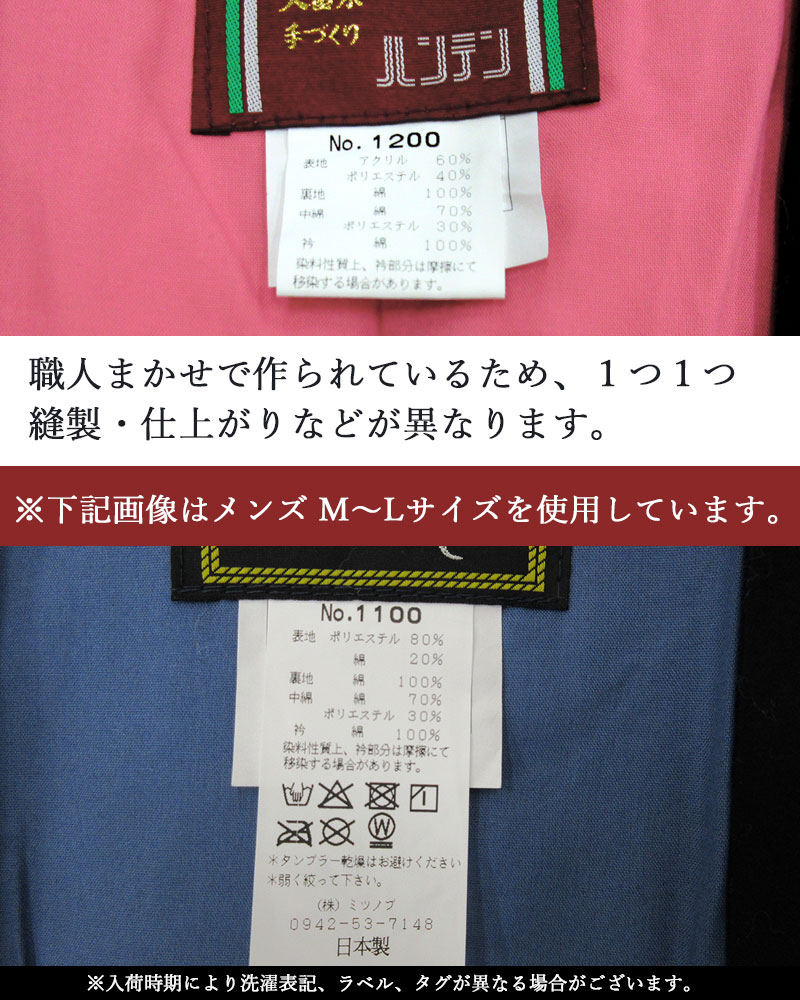 手づくり
ハンテン
No.1200
表地 アクリル 60%
ポリエステル 40%
裏地 綿 100%
中綿 綿 70%
ポリエステル 30%
衿 綿 100%
染料性質上、衿部分は摩擦にて
移染する場合があります。
職人まかせで作られているため、１つ１つ
縫製・仕上がりなどが異なります。
※下記画像はメンズ M〜Lサイズを使用しています。
No.1100
表地 ポリエステル 80%
綿 20%
裏地 綿 100%
中綿 綿 70%
ポリエステル 30%
衿 綿 100%
染料性質上、衿部分は摩擦にて
移染する場合があります。
W
*タンブラー乾燥はお避けください
*弱く絞って下さい。
(株) ミツノブ
0942-53-7148
日本製
※入荷時期により洗濯表記、ラベル、タグが異なる場合がございます。